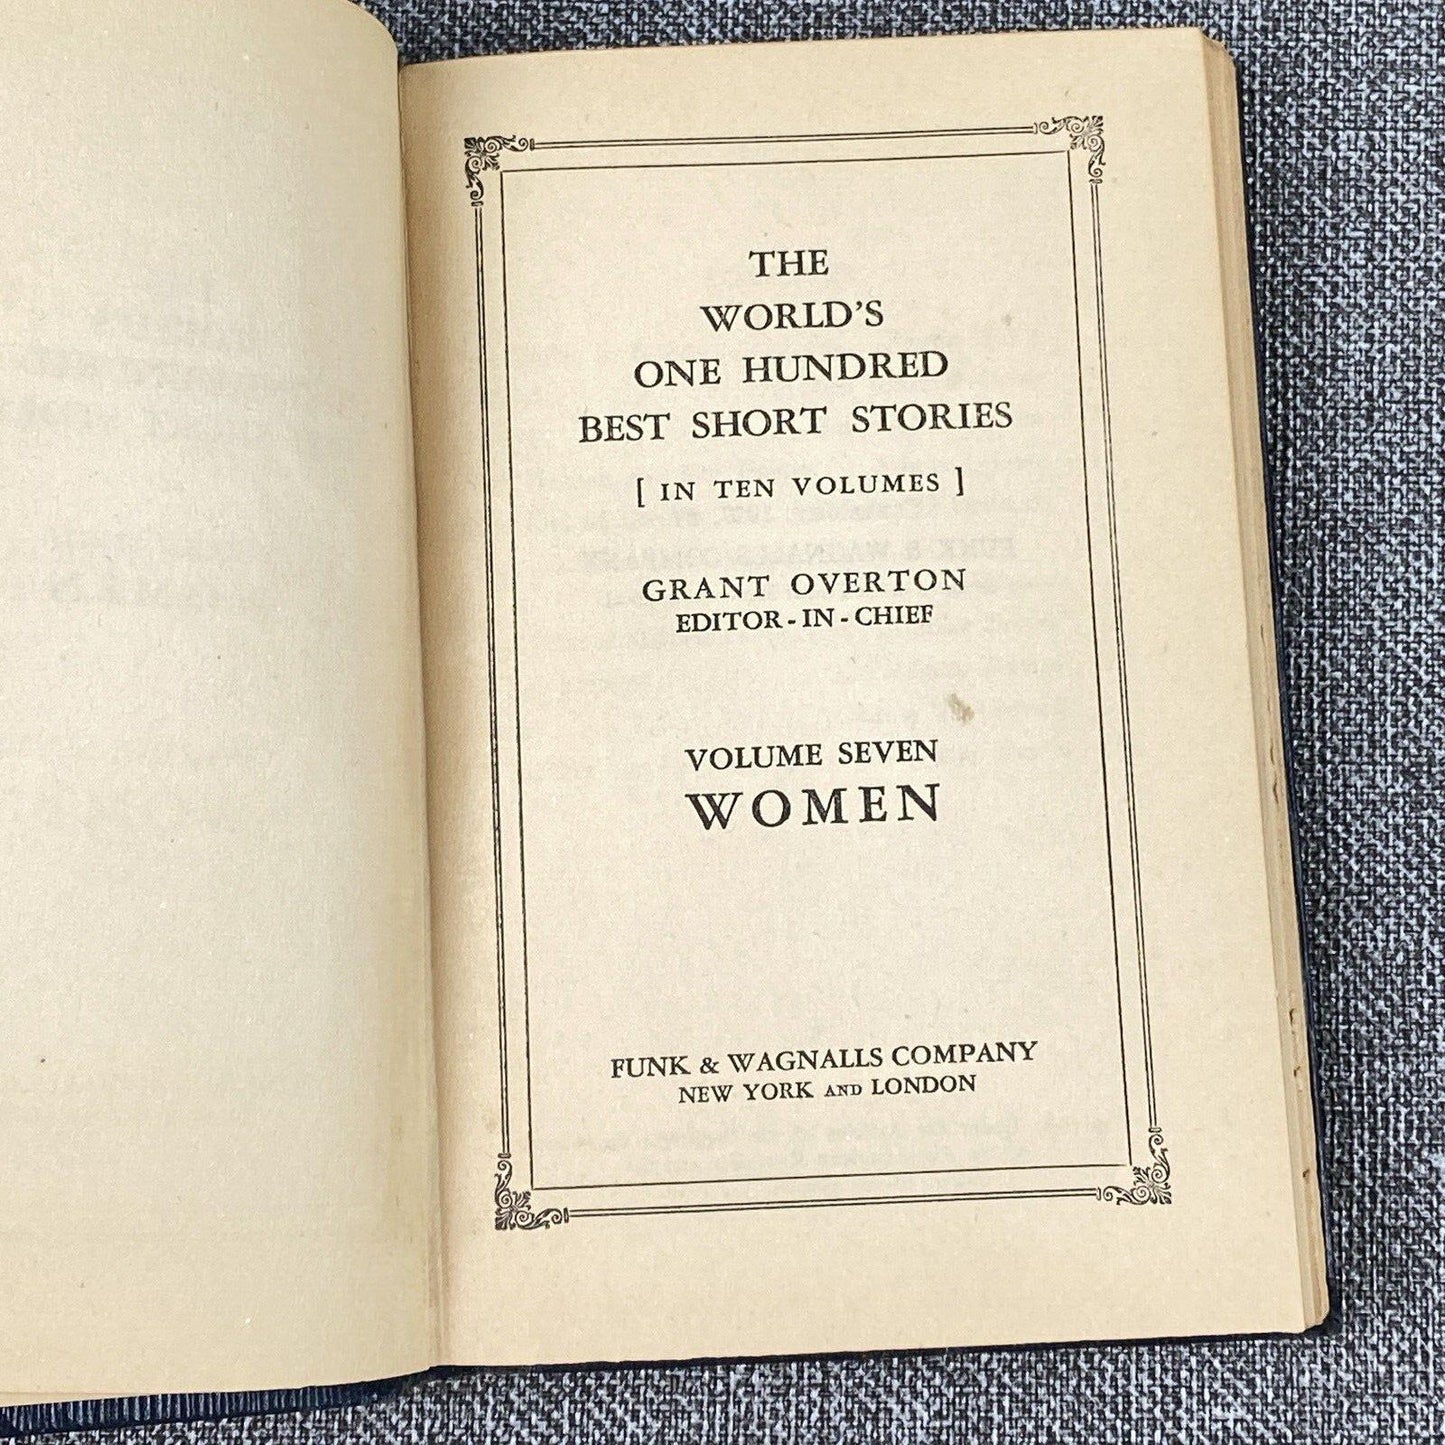 THE
WORLD'S
ONE HUNDRED
BEST SHORT STORIES
[ IN TEN VOLUMES ]
GRANT OVERTON
EDITOR-IN-CHIEF
VOLUME SEVEN
WOMEN
FUNK & WAGNALLS COMPANY
NEW YORK AND LONDON